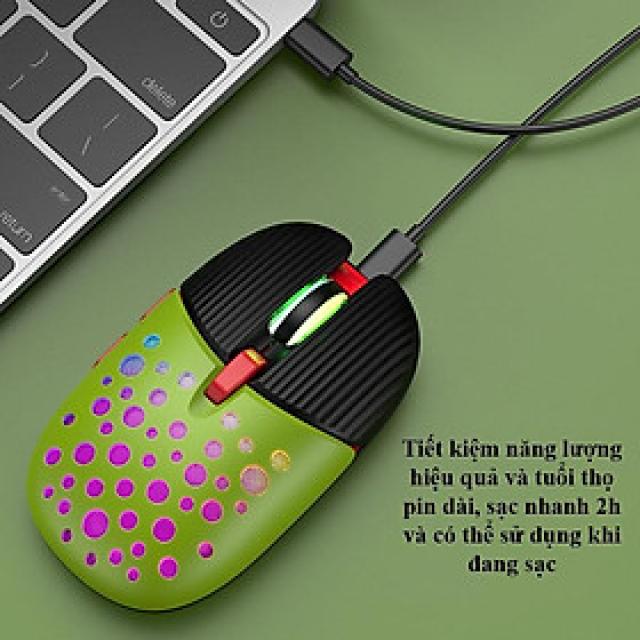 delete
enter
return
Tiết kiệm năng lượng
hiệu quả và tuổi thọ
pin dài, sạc nhanh 2h
và có thể sử dụng khi
đang sạc